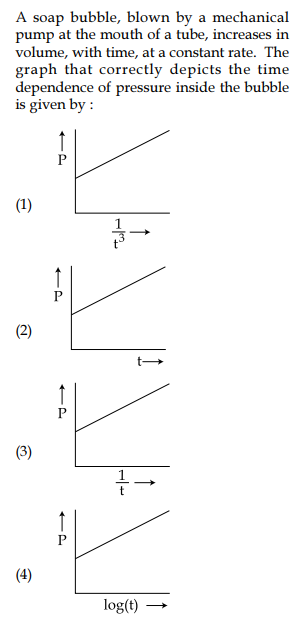 A soap bubble, blown by a mechanical
pump at the mouth of a tube, increases in
volume, with time, at a constant rate. The
graph that correctly depicts the time
dependence of pressure inside the bubble
is given by :
↑
P
(1)
1/t³ →
↑
P
(2)
t→
↑
P
(3)
1/t →
↑
P
(4)
log(t) →